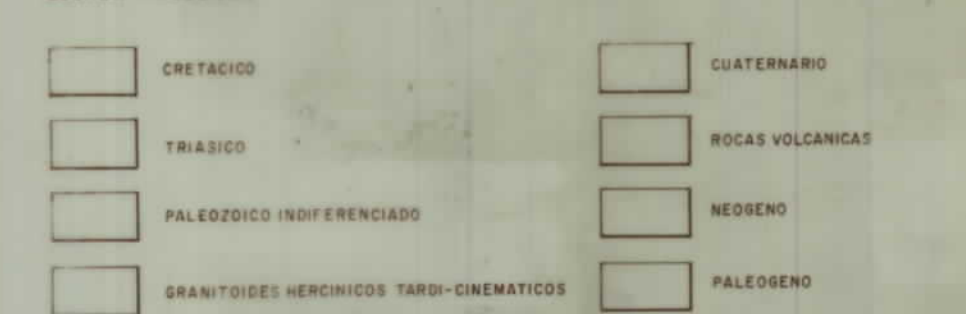 CRETACICO
TRIASICO
PALEOZOICO INDIFERENCIADO
GRANITOIDES HERCINICOS TARDI-CINEMATICOS
CUATERNARIO
ROCAS VOLCANICAS
NEOGENO
PALEOGENO